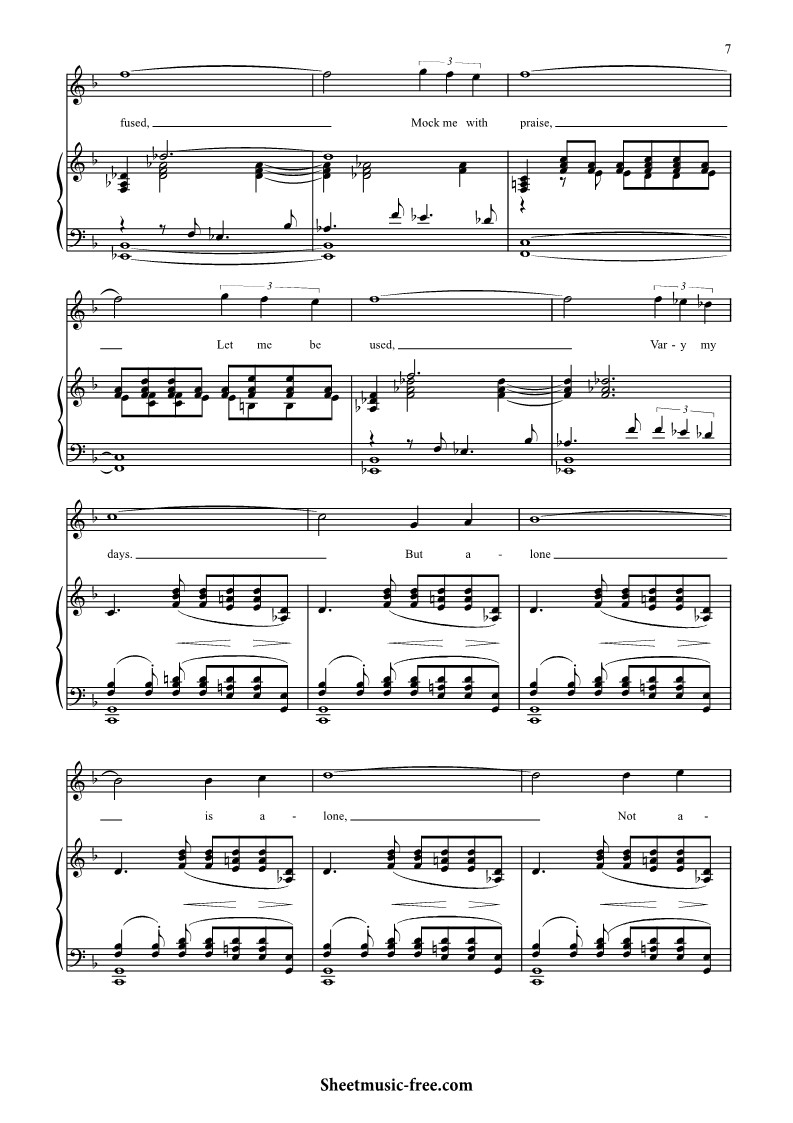 7
3
fused, Mock me with praise,
3 3
Let me be used, Var - y my
3
days. But a - lone
is a - lone, Not a -
Sheetmusic-free.com